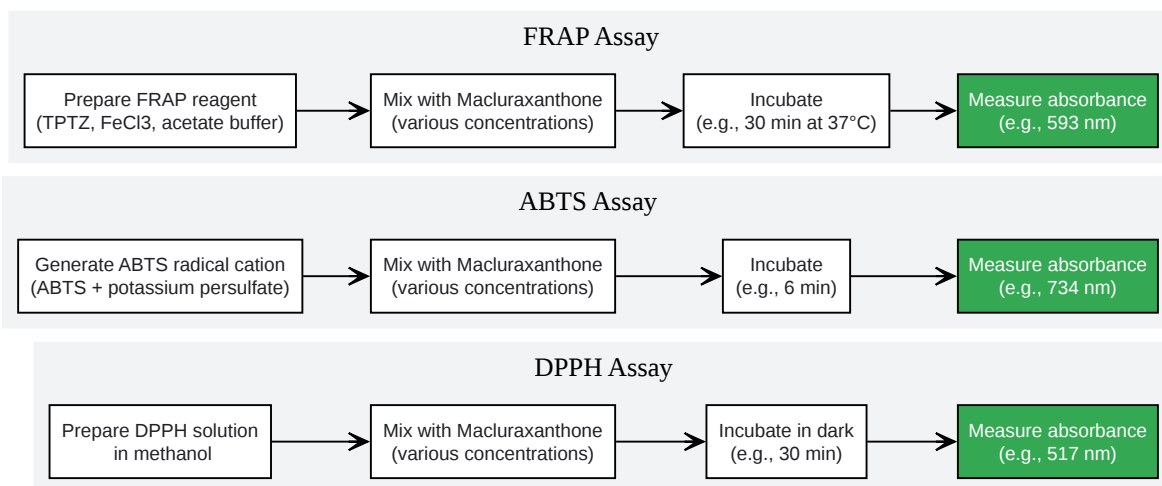 FRAP Assay
Prepare FRAP reagent
(TPTZ, FeCl3, acetate buffer)
Mix with Macluraxanthone
(various concentrations)
Incubate
(e.g., 30 min at 37°C)
Measure absorbance
(e.g., 593 nm)
ABTS Assay
Generate ABTS radical cation
(ABTS + potassium persulfate)
Mix with Macluraxanthone
(various concentrations)
Incubate
(e.g., 6 min)
Measure absorbance
(e.g., 734 nm)
DPPH Assay
Prepare DPPH solution
in methanol
Mix with Macluraxanthone
(various concentrations)
Incubate in dark
(e.g., 30 min)
Measure absorbance
(e.g., 517 nm)